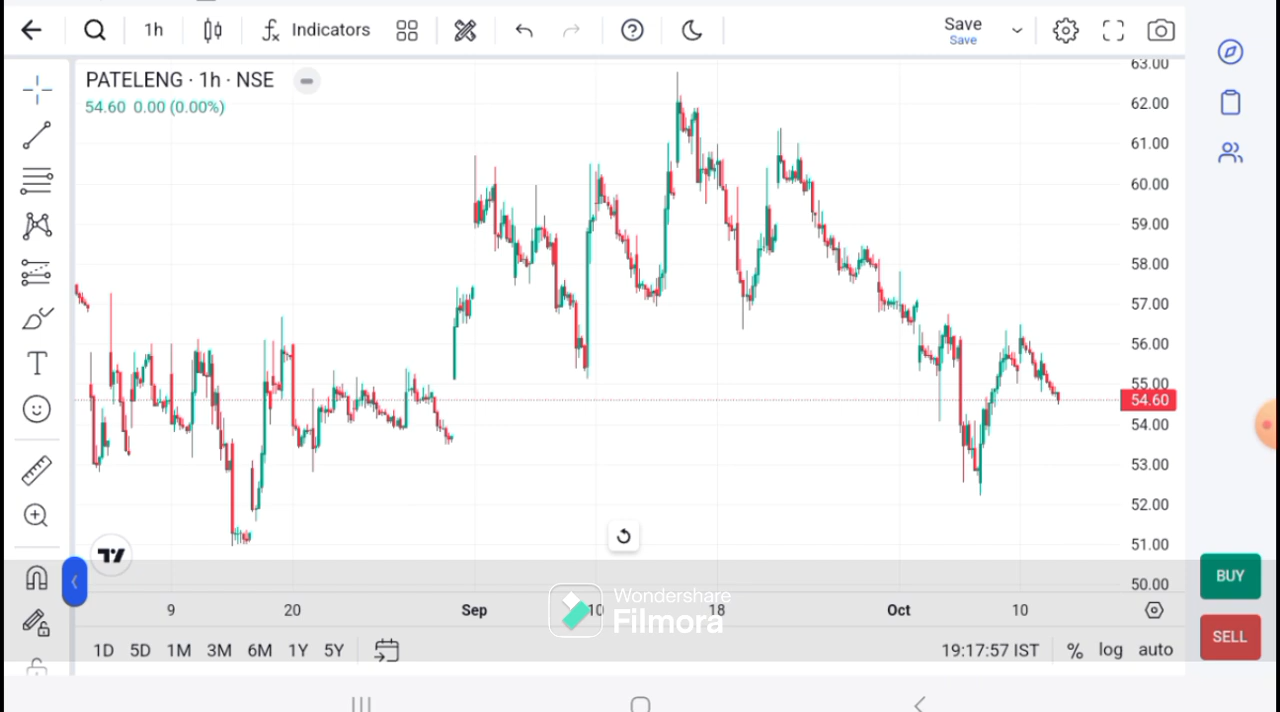 1h
Indicators
Save
Save
PATELENG · 1h · NSE
54.60 0.00 (0.00%)
63.00
62.00
61.00
60.00
59.00
58.00
57.00
56.00
55.00
54.60
54.00
53.00
52.00
51.00
50.00
9 20 Sep 10 18 Oct 10
Wondershare
Filmora
1D 5D 1M 3M 6M 1Y 5Y
19:17:57 IST % log auto
BUY
SELL